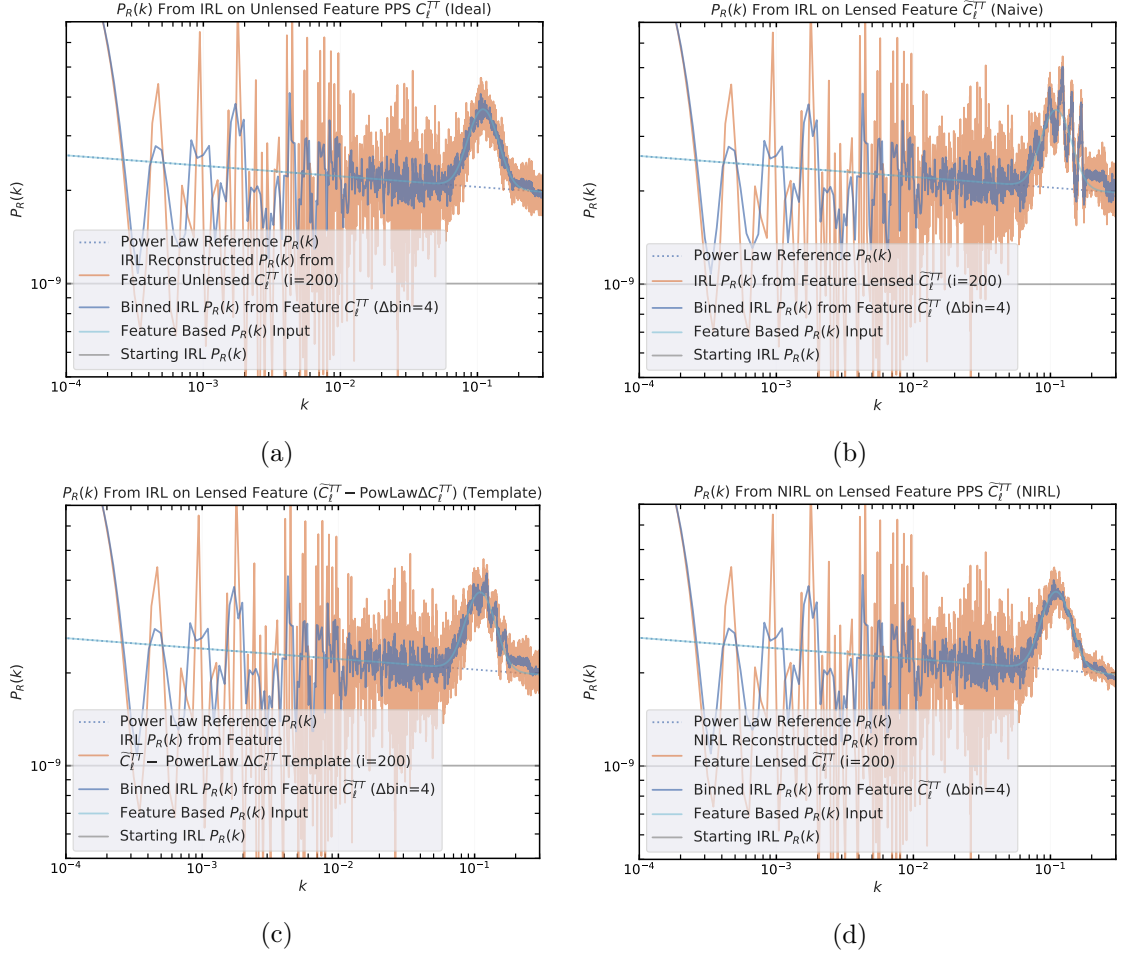 P_R(k) From IRL on Unlensed Feature PPS C_ℓ^{TT} (Ideal)
P_R(k)
10⁻⁹
Power Law Reference P_R(k)
IRL Reconstructed P_R(k) from
Feature Unlensed C_ℓ^{TT} (i=200)
Binned IRL P_R(k) from Feature C_ℓ^{TT} (Δbin=4)
Feature Based P_R(k) Input
Starting IRL P_R(k)
10⁻⁴ 10⁻³ 10⁻² 10⁻¹
k
(a)
P_R(k) From IRL on Lensed Feature \widetilde{C}_ℓ^{TT} (Naive)
P_R(k)
10⁻⁹
Power Law Reference P_R(k)
IRL P_R(k) from Feature Lensed \widetilde{C}_ℓ^{TT} (i=200)
Binned IRL P_R(k) from Feature \widetilde{C}_ℓ^{TT} (Δbin=4)
Feature Based P_R(k) Input
Starting IRL P_R(k)
10⁻⁴ 10⁻³ 10⁻² 10⁻¹
k
(b)
P_R(k) From IRL on Lensed Feature (\widetilde{C}_ℓ^{TT} − PowLawΔC_ℓ^{TT}) (Template)
P_R(k)
10⁻⁹
Power Law Reference P_R(k)
IRL P_R(k) from Feature
\widetilde{C}_ℓ^{TT} − PowerLaw ΔC_ℓ^{TT} Template (i=200)
Binned IRL P_R(k) from Feature \widetilde{C}_ℓ^{TT} (Δbin=4)
Feature Based P_R(k) Input
Starting IRL P_R(k)
10⁻⁴ 10⁻³ 10⁻² 10⁻¹
k
(c)
P_R(k) From NIRL on Lensed Feature PPS \widetilde{C}_ℓ^{TT} (NIRL)
P_R(k)
10⁻⁹
Power Law Reference P_R(k)
NIRL Reconstructed P_R(k) from
Feature Lensed \widetilde{C}_ℓ^{TT} (i=200)
Binned IRL P_R(k) from Feature \widetilde{C}_ℓ^{TT} (Δbin=4)
Feature Based P_R(k) Input
Starting IRL P_R(k)
10⁻⁴ 10⁻³ 10⁻² 10⁻¹
k
(d)